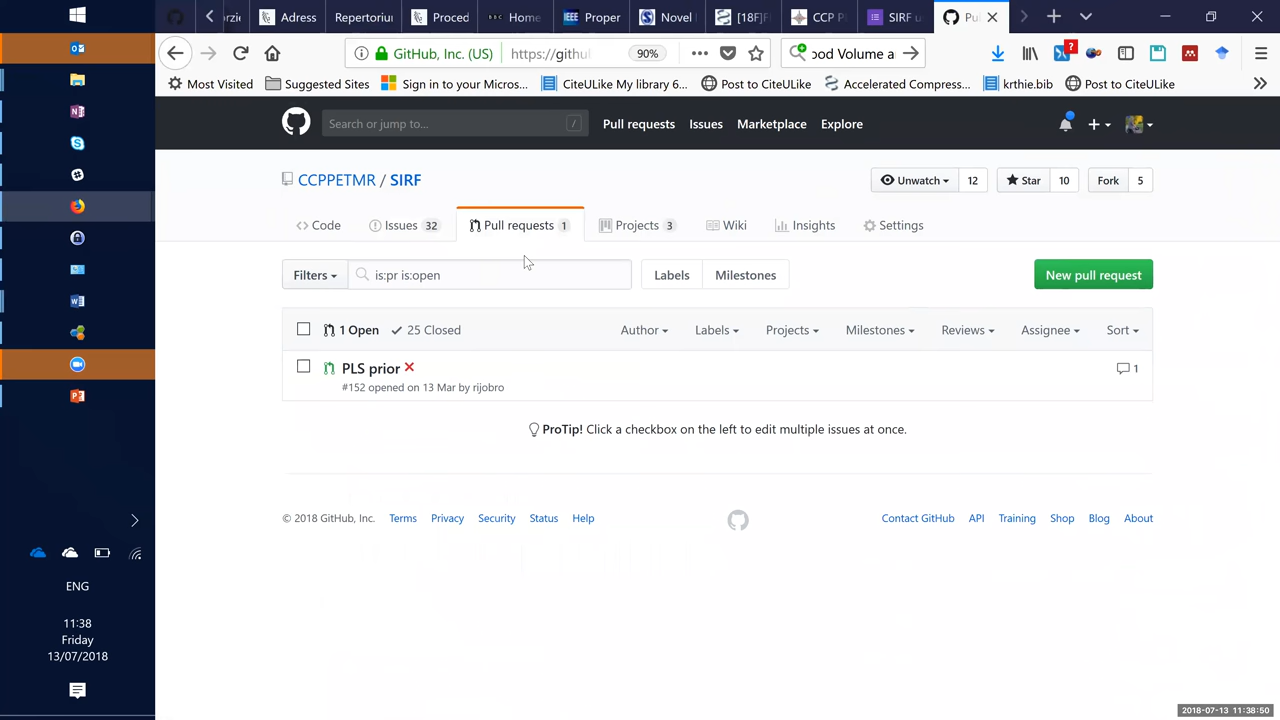 Adress
Repertoriu
Proced
BBC Home
IEEE Proper
Novel
[18F]F
CCP P
SIRF u
Pu
GitHub, Inc. (US)
https://githu
90%
ood Volume a
?
Most Visited
Suggested Sites
Sign in to your Micros...
CiteULike My library 6...
Post to CiteULike
Accelerated Compress...
krthie.bib
Post to CiteULike
Search or jump to...
/
Pull requests
Issues
Marketplace
Explore
CCPPETMR / SIRF
Unwatch 12
Star 10
Fork 5
Code
Issues 32
Pull requests 1
Projects 3
Wiki
Insights
Settings
Filters
is:pr is:open
Labels
Milestones
New pull request
1 Open
25 Closed
Author
Labels
Projects
Milestones
Reviews
Assignee
Sort
PLS prior
1
#152 opened on 13 Mar by rijobro
ProTip! Click a checkbox on the left to edit multiple issues at once.
© 2018 GitHub, Inc.
Terms
Privacy
Security
Status
Help
Contact GitHub
API
Training
Shop
Blog
About
ENG
11:38
Friday
13/07/2018
2018-07-13 11:38:50